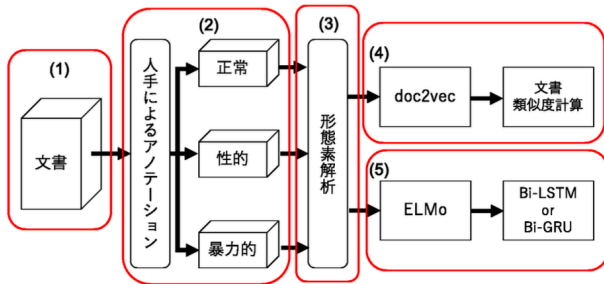 (1)
文書
(2)
人手によるアノテーション
正常
性的
暴力的
(3)
形態素解析
(4)
doc2vec
文書
類似度計算
(5)
ELMo
Bi-LSTM
or
Bi-GRU